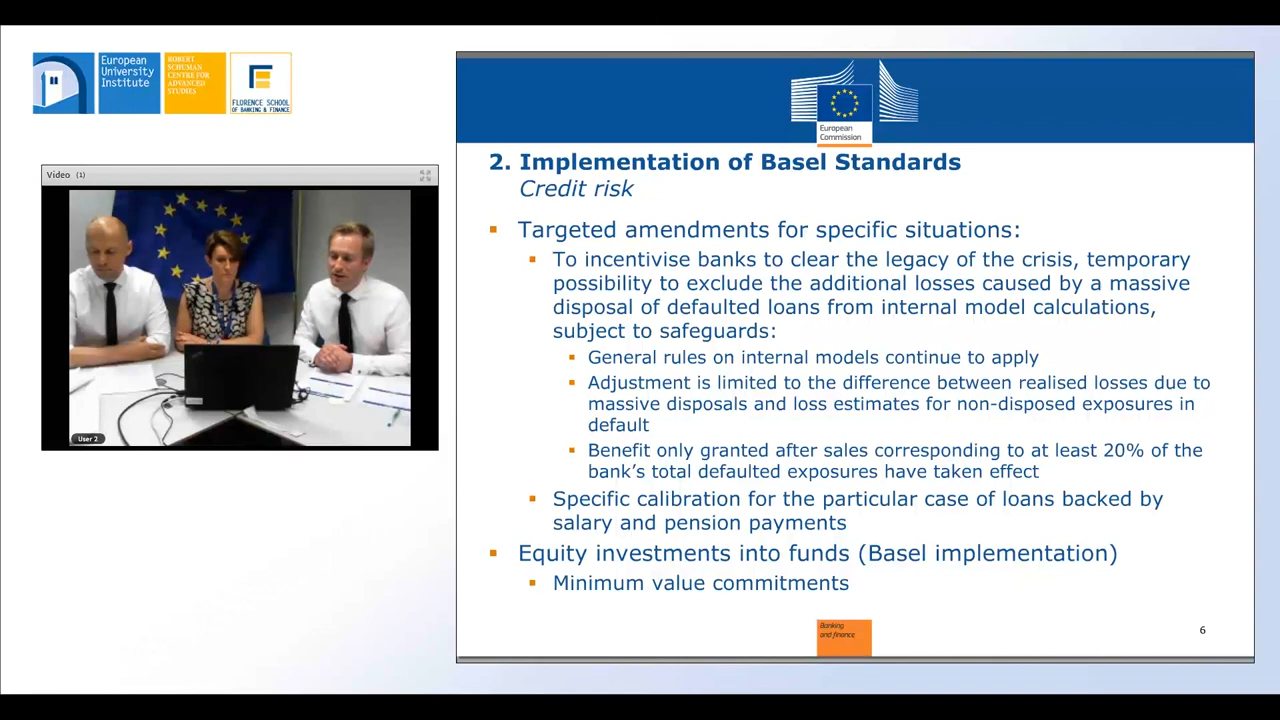 European
University
Institute
ROBERT
SCHUMAN
CENTRE FOR
ADVANCED
STUDIES
FLORENCE SCHOOL
OF BANKING & FINANCE
Video (1)
User 2
European
Commission
2. Implementation of Basel Standards
Credit risk
Targeted amendments for specific situations:
To incentivise banks to clear the legacy of the crisis, temporary
possibility to exclude the additional losses caused by a massive
disposal of defaulted loans from internal model calculations,
subject to safeguards:
General rules on internal models continue to apply
Adjustment is limited to the difference between realised losses due to
massive disposals and loss estimates for non-disposed exposures in
default
Benefit only granted after sales corresponding to at least 20% of the
bank's total defaulted exposures have taken effect
Specific calibration for the particular case of loans backed by
salary and pension payments
Equity investments into funds (Basel implementation)
Minimum value commitments
Banking
and finance
6